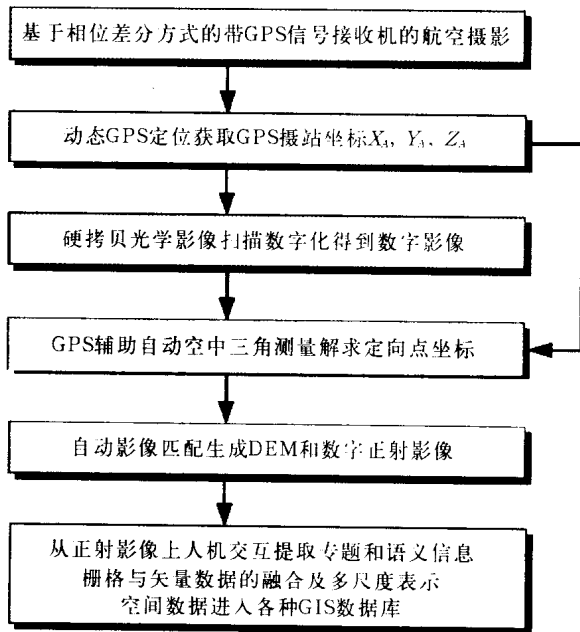 基于相位差分方式的带GPS信号接收机的航空摄影
动态GPS定位获取GPS摄站坐标X_A, Y_A, Z_A
硬拷贝光学影像扫描数字化得到数字影像
GPS辅助自动空中三角测量解求定向点坐标
自动影像匹配生成DEM和数字正射影像
从正射影像上人机交互提取专题和语义信息
栅格与矢量数据的融合及多尺度表示
空间数据进入各种GIS数据库